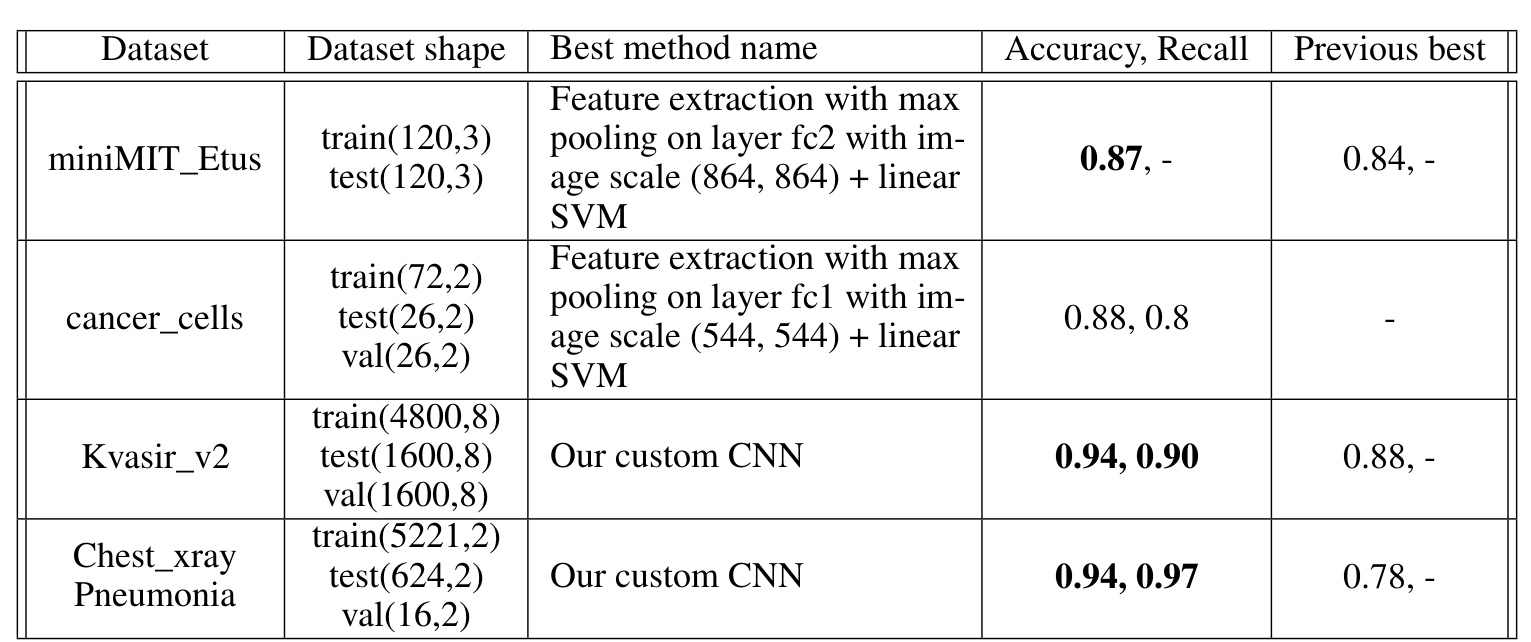 Dataset Dataset shape Best method name Accuracy, Recall Previous best
miniMIT_Etus
train(120,3)
test(120,3)
Feature extraction with max
pooling on layer fc2 with im-
age scale (864, 864) + linear
SVM
0.87, -
0.84, -
cancer_cells
train(72,2)
test(26,2)
val(26,2)
Feature extraction with max
pooling on layer fc1 with im-
age scale (544, 544) + linear
SVM
0.88, 0.8
-
Kvasir_v2
train(4800,8)
test(1600,8)
val(1600,8)
Our custom CNN
0.94, 0.90
0.88, -
Chest_xray
Pneumonia
train(5221,2)
test(624,2)
val(16,2)
Our custom CNN
0.94, 0.97
0.78, -